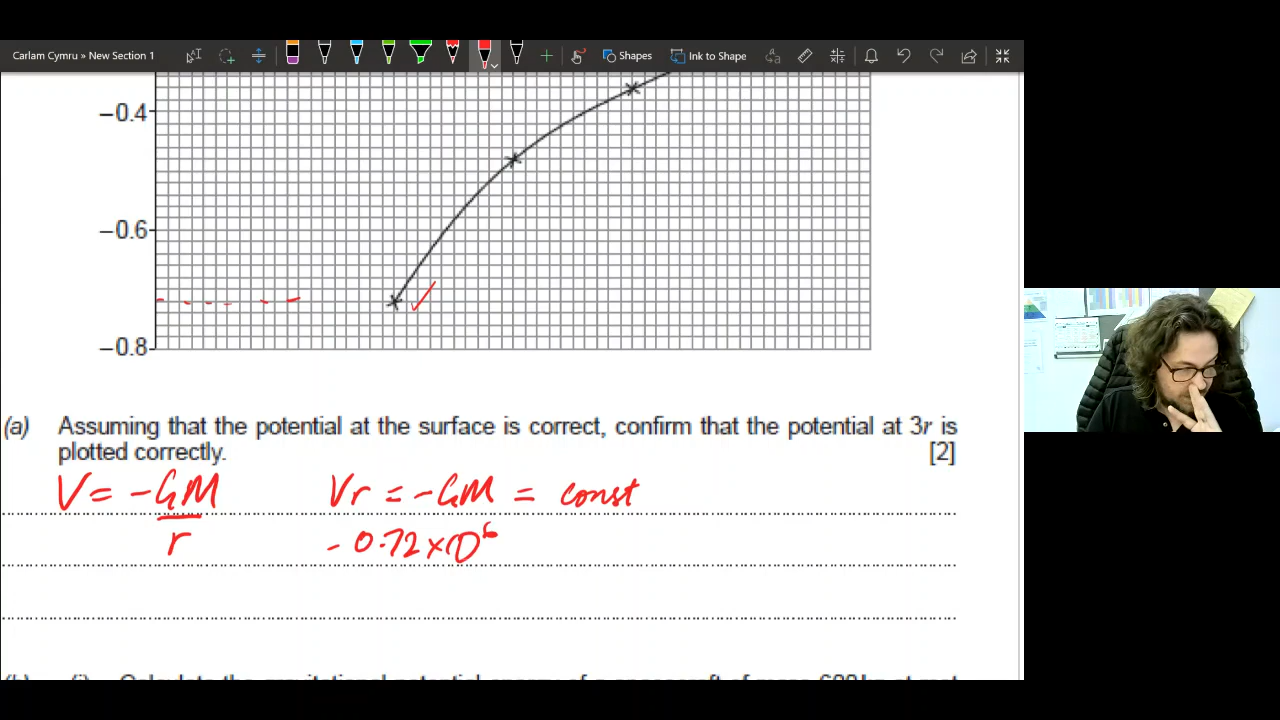 Carlam Cymru » New Section 1
Shapes
Ink to Shape
-0.4
-0.6
-0.8
(a) Assuming that the potential at the surface is correct, confirm that the potential at 3r is
plotted correctly. [2]
V = -GM/r Vr = -GM = const
-0.72×10⁶